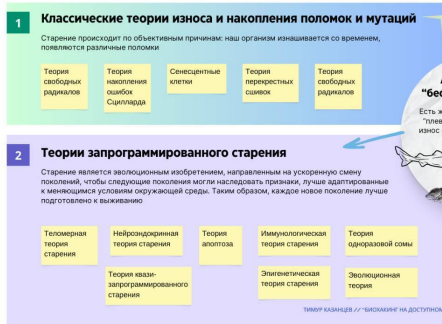 1
Классические теории износа и накопления поломок и мутаций
Старение происходит по объективным причинам: наш организм изнашивается со временем,
появляются различные поломки
Теория
свободных
радикалов
Теория
накопления
ошибок
Сцилларда
Сенесцентные
клетки
Теория
перекрестных
сшивок
Теория
свободных
радикалов
Есть
износ
2
Теории запрограммированного старения
Старение является эволюционным изобретением, направленным на ускоренную смену
поколений, чтобы следующие поколения могли наследовать признаки, лучше адаптированные
к меняющимся условиям окружающей среды. Таким образом, каждое новое поколение лучше
подготовлено к выживанию
Теломерная
теория
старения
Нейроэндокринная
теория старения
Теория
апоптоза
Иммунологическая
теория старения
Теория
одноразовой сомы
Теория квази-
запрограммированного
старения
Эпигенетическая
теория старения
Эволюционная
теория
ТИМУР КАЗАНЦЕВ // "БИОХАКИНГ НА ДОСТУПНОМ